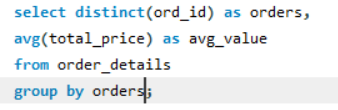 select distinct(ord_id) as orders,
avg(total_price) as avg_value
from order_details
group by orders;